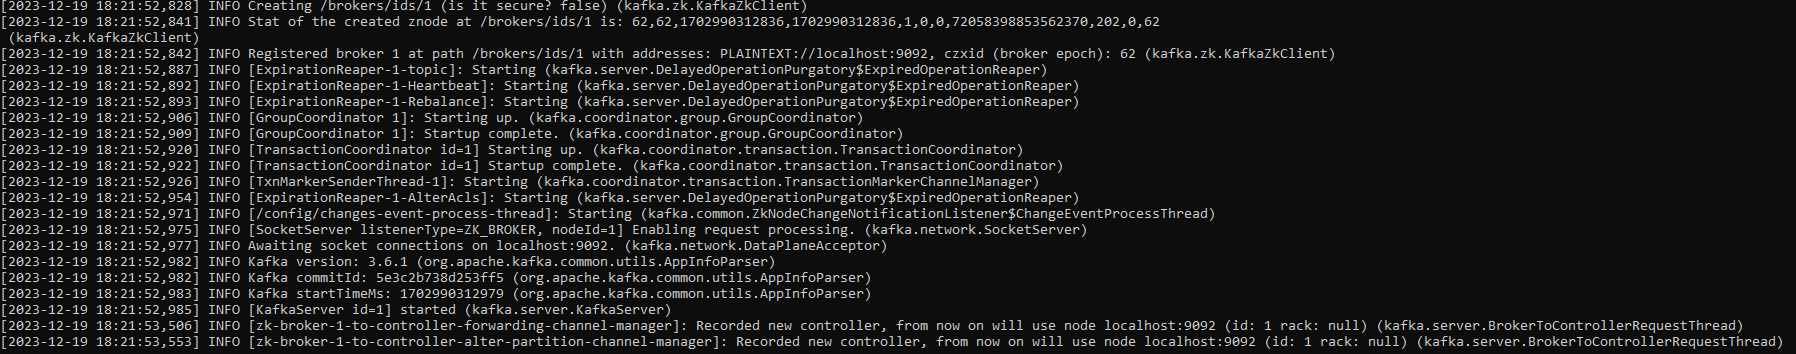 [2023-12-19 18:21:52,828] INFO Creating /brokers/ids/1 (is it secure? false) (kafka.zk.KafkaZkClient)
[2023-12-19 18:21:52,841] INFO Stat of the created znode at /brokers/ids/1 is: 62,62,1702990312836,1702990312836,1,0,0,72058398853562370,202,0,62
 (kafka.zk.KafkaZkClient)
[2023-12-19 18:21:52,842] INFO Registered broker 1 at path /brokers/ids/1 with addresses: PLAINTEXT://localhost:9092, czxid (broker epoch): 62 (kafka.zk.KafkaZkClient)
[2023-12-19 18:21:52,887] INFO [ExpirationReaper-1-topic]: Starting (kafka.server.DelayedOperationPurgatory$ExpiredOperationReaper)
[2023-12-19 18:21:52,892] INFO [ExpirationReaper-1-Heartbeat]: Starting (kafka.server.DelayedOperationPurgatory$ExpiredOperationReaper)
[2023-12-19 18:21:52,893] INFO [ExpirationReaper-1-Rebalance]: Starting (kafka.server.DelayedOperationPurgatory$ExpiredOperationReaper)
[2023-12-19 18:21:52,906] INFO [GroupCoordinator 1]: Starting up. (kafka.coordinator.group.GroupCoordinator)
[2023-12-19 18:21:52,909] INFO [GroupCoordinator 1]: Startup complete. (kafka.coordinator.group.GroupCoordinator)
[2023-12-19 18:21:52,920] INFO [TransactionCoordinator id=1] Starting up. (kafka.coordinator.transaction.TransactionCoordinator)
[2023-12-19 18:21:52,922] INFO [TransactionCoordinator id=1] Startup complete. (kafka.coordinator.transaction.TransactionCoordinator)
[2023-12-19 18:21:52,926] INFO [TxnMarkerSenderThread-1]: Starting (kafka.coordinator.transaction.TransactionMarkerChannelManager)
[2023-12-19 18:21:52,954] INFO [ExpirationReaper-1-AlterAcls]: Starting (kafka.server.DelayedOperationPurgatory$ExpiredOperationReaper)
[2023-12-19 18:21:52,971] INFO [/config/changes-event-process-thread]: Starting (kafka.common.ZkNodeChangeNotificationListener$ChangeEventProcessThread)
[2023-12-19 18:21:52,975] INFO [SocketServer listenerType=ZK_BROKER, nodeId=1] Enabling request processing. (kafka.network.SocketServer)
[2023-12-19 18:21:52,977] INFO Awaiting socket connections on localhost:9092. (kafka.network.DataPlaneAcceptor)
[2023-12-19 18:21:52,982] INFO Kafka version: 3.6.1 (org.apache.kafka.common.utils.AppInfoParser)
[2023-12-19 18:21:52,982] INFO Kafka commitId: 5e3c2b738d253ff5 (org.apache.kafka.common.utils.AppInfoParser)
[2023-12-19 18:21:52,983] INFO Kafka startTimeMs: 1702990312979 (org.apache.kafka.common.utils.AppInfoParser)
[2023-12-19 18:21:52,985] INFO [KafkaServer id=1] started (kafka.server.KafkaServer)
[2023-12-19 18:21:53,506] INFO [zk-broker-1-to-controller-forwarding-channel-manager]: Recorded new controller, from now on will use node localhost:9092 (id: 1 rack: null) (kafka.server.BrokerToControllerRequestThread)
[2023-12-19 18:21:53,553] INFO [zk-broker-1-to-controller-alter-partition-channel-manager]: Recorded new controller, from now on will use node localhost:9092 (id: 1 rack: null) (kafka.server.BrokerToControllerRequestThread)